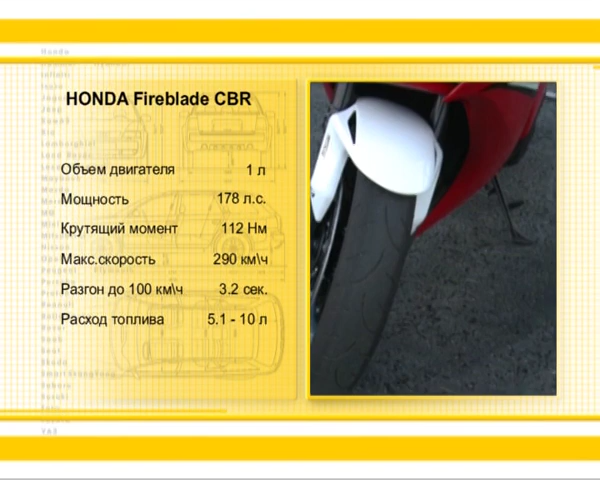 HONDA Fireblade CBR
Объем двигателя 1 л
Мощность 178 л.с.
Крутящий момент 112 Нм
Макс.скорость 290 км\ч
Разгон до 100 км\ч 3.2 сек.
Расход топлива 5.1 - 10 л